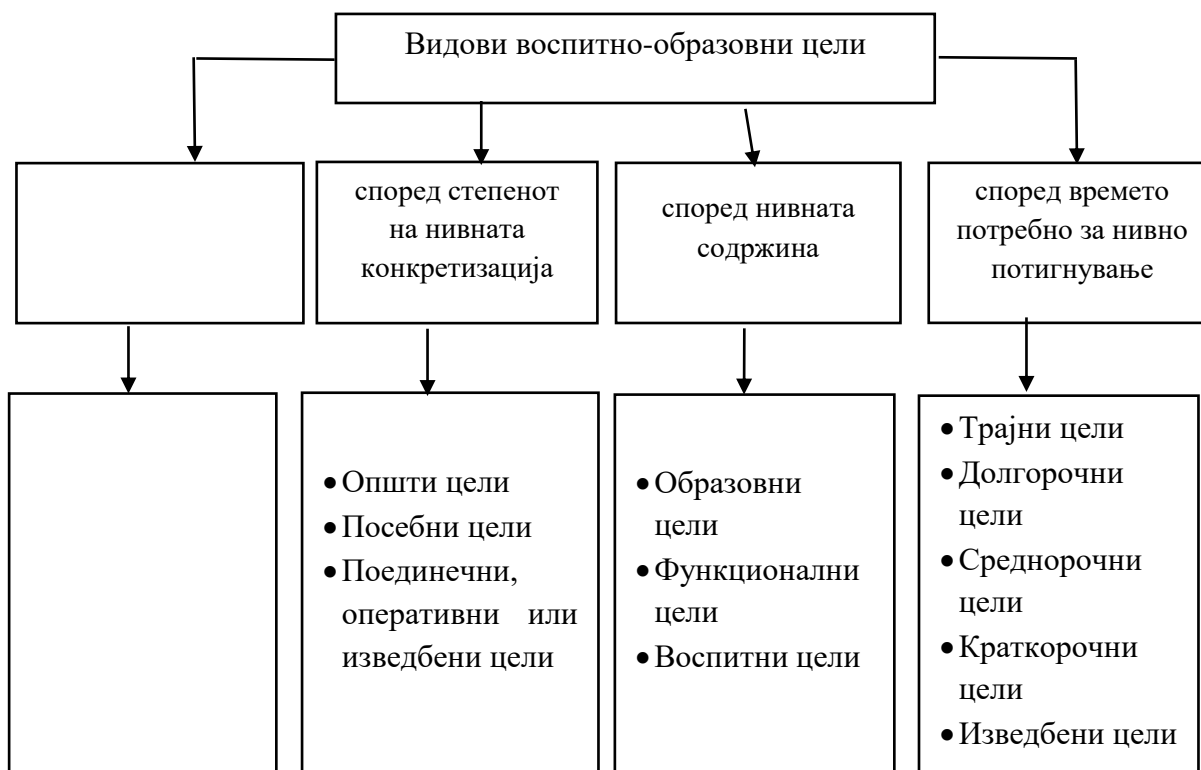 Видови воспитно-образовни цели
според степенот
на нивната
конкретизација
според нивната
содржина
според времето
потребно за нивно
потигнување
• Општи цели
• Посебни цели
• Поединечни,
оперативни или
изведбени цели
• Образовни
цели
• Функционални
цели
• Воспитни цели
• Трајни цели
• Долгорочни
цели
• Среднорочни
цели
• Краткорочни
цели
• Изведбени цели